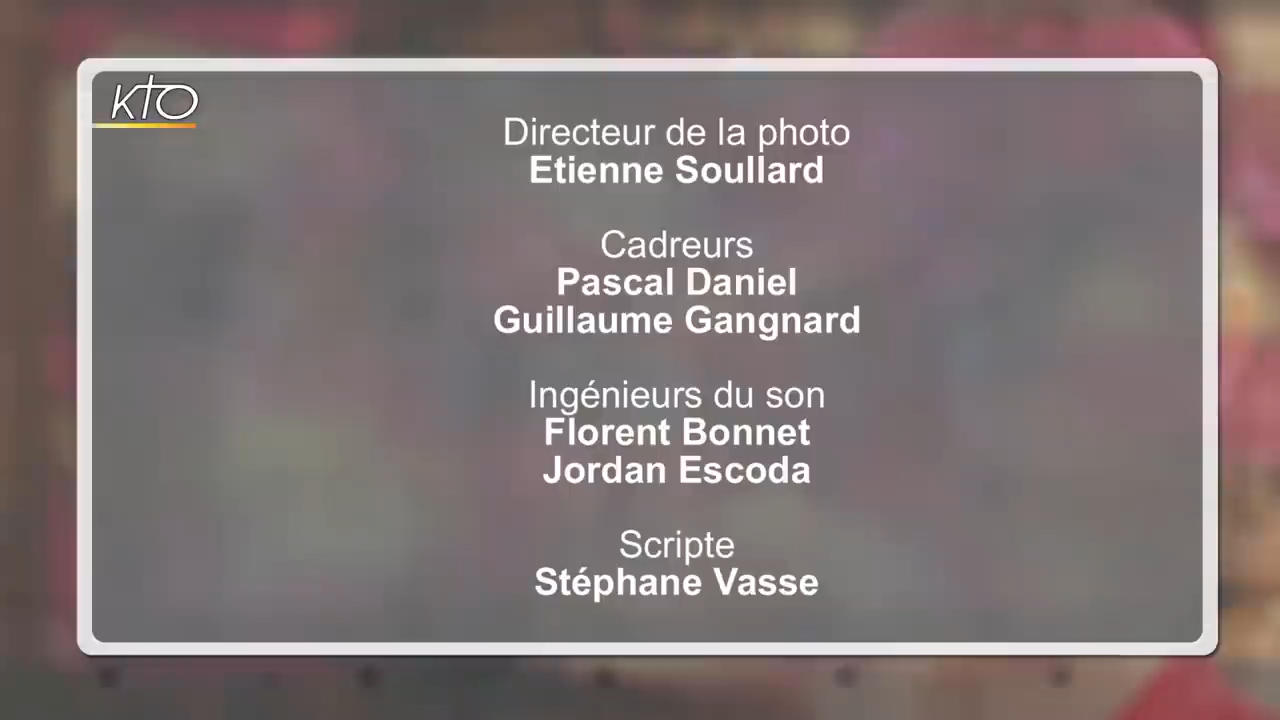 KTO
Directeur de la photo
Etienne Soullard
Cadreurs
Pascal Daniel
Guillaume Gangnard
Ingénieurs du son
Florent Bonnet
Jordan Escoda
Scripte
Stéphane Vasse